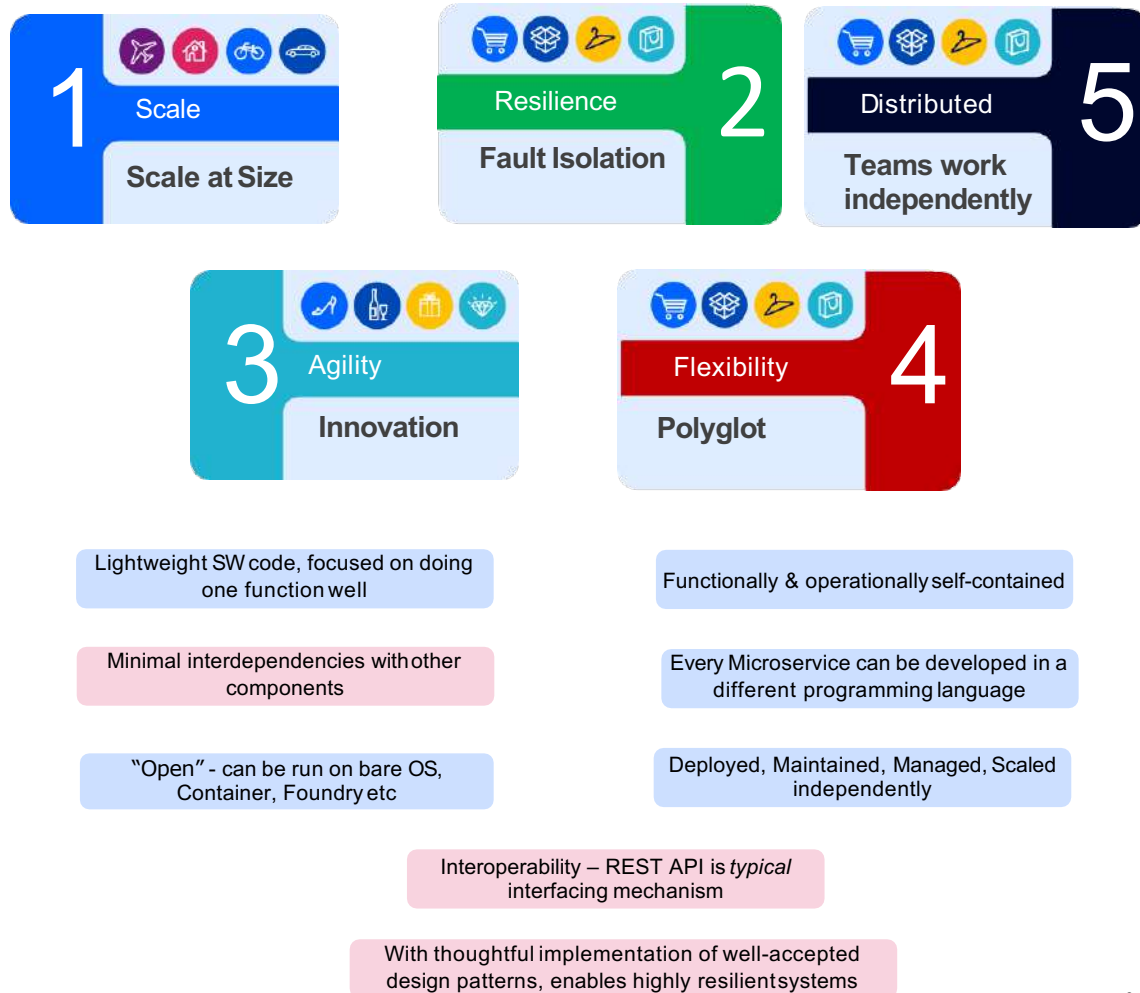 1
Scale
Scale at Size
2
Resilience
Fault Isolation
5
Distributed
Teams work
independently
3
Agility
Innovation
4
Flexibility
Polyglot
Lightweight SW code, focused on doing
one function well
Functionally & operationally self-contained
Minimal interdependencies with other
components
Every Microservice can be developed in a
different programming language
"Open" - can be run on bare OS,
Container, Foundry etc
Deployed, Maintained, Managed, Scaled
independently
Interoperability – REST API is typical
interfacing mechanism
With thoughtful implementation of well-accepted
design patterns, enables highly resilient systems